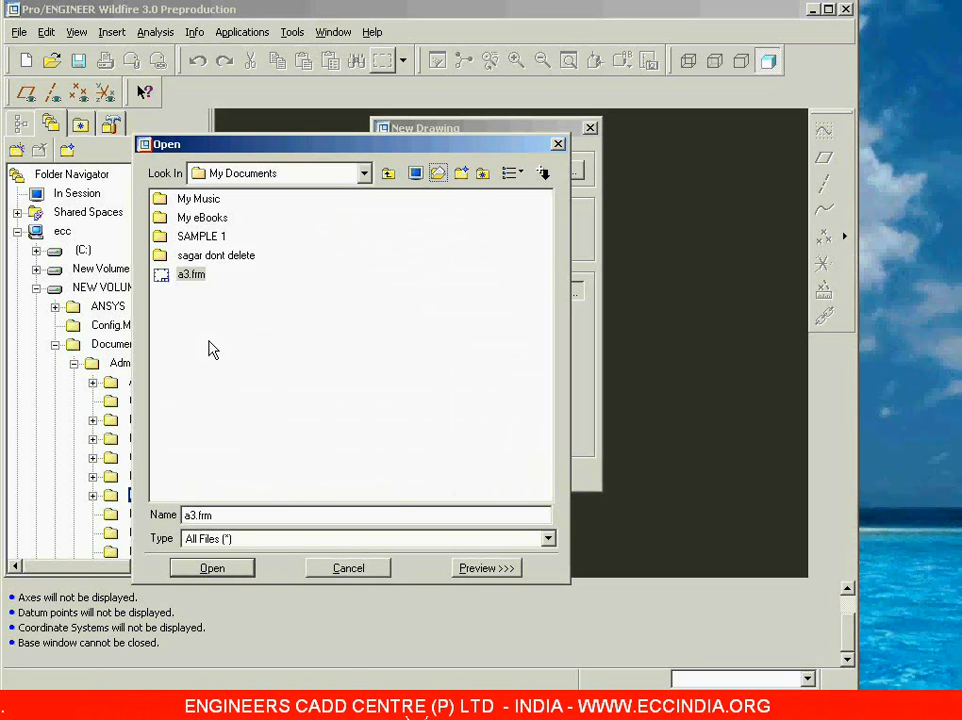 Pro/ENGINEER Wildfire 3.0 Preproduction
File Edit View Insert Analysis Info Applications Tools Window Help
New Drawing
Open
Look In My Documents
Folder Navigator
In Session
Shared Spaces
ecc
(C:)
New Volume
NEW VOLU
ANSYS
Config.M
Documer
Adm
My Music
My eBooks
SAMPLE 1
sagar dont delete
a3.frm
Name a3.frm
Type All Files (*)
Open Cancel Preview >>>
Axes will not be displayed.
Datum points will not be displayed.
Coordinate Systems will not be displayed.
Base window cannot be closed.
. ENGINEERS CADD CENTRE (P) LTD - INDIA - WWW.ECCINDIA.ORG